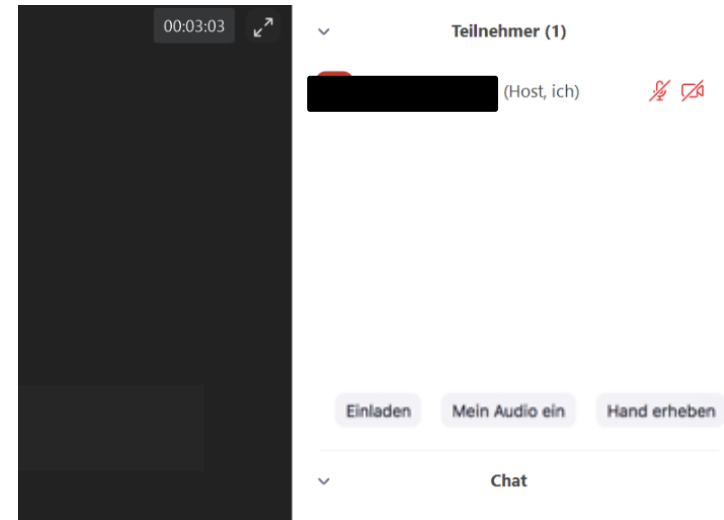 00:03:03
Teilnehmer (1)
(Host, ich)
Einladen
Mein Audio ein
Hand erheben
Chat